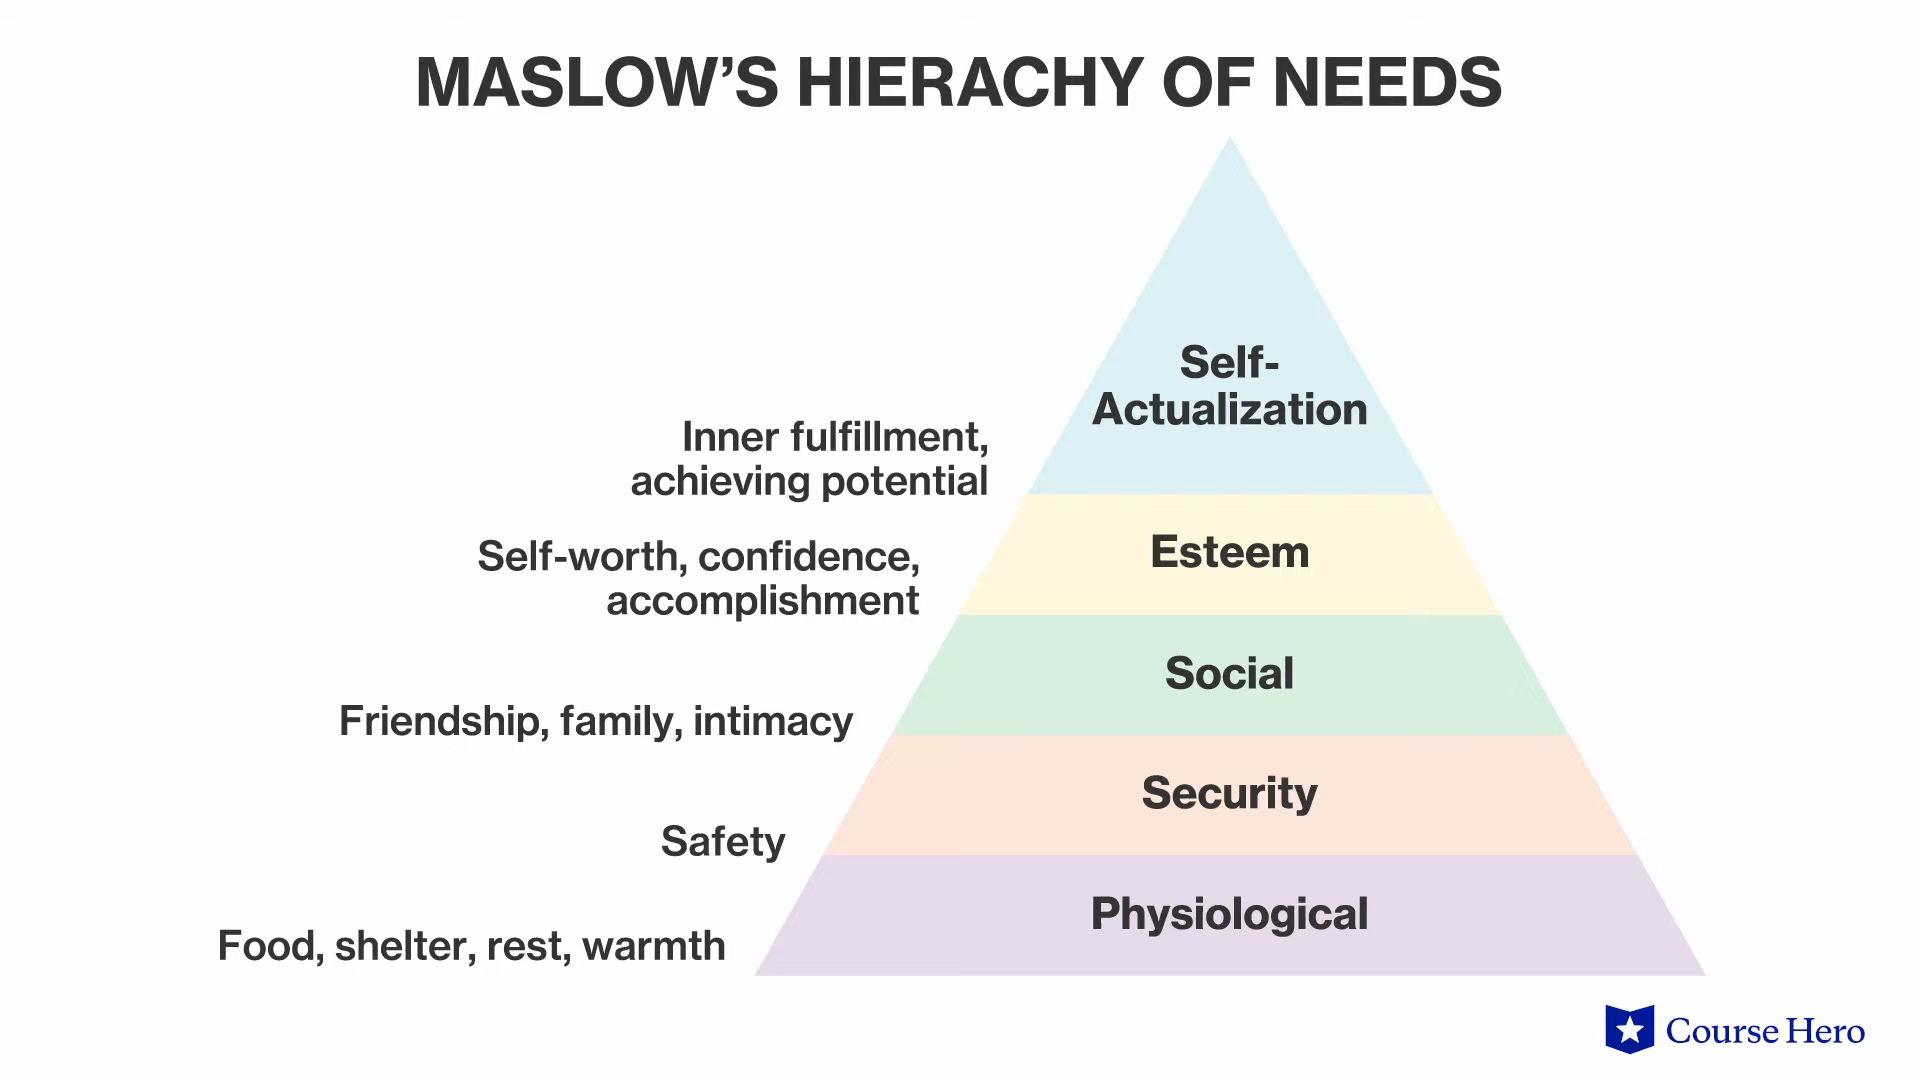 MASLOW’S HIERACHY OF NEEDS
Self-
Actualization
Inner fulfillment,
achieving potential
Esteem
Self-worth, confidence,
accomplishment
Social
Friendship, family, intimacy
Security
Safety
Physiological
Food, shelter, rest, warmth
Course Hero